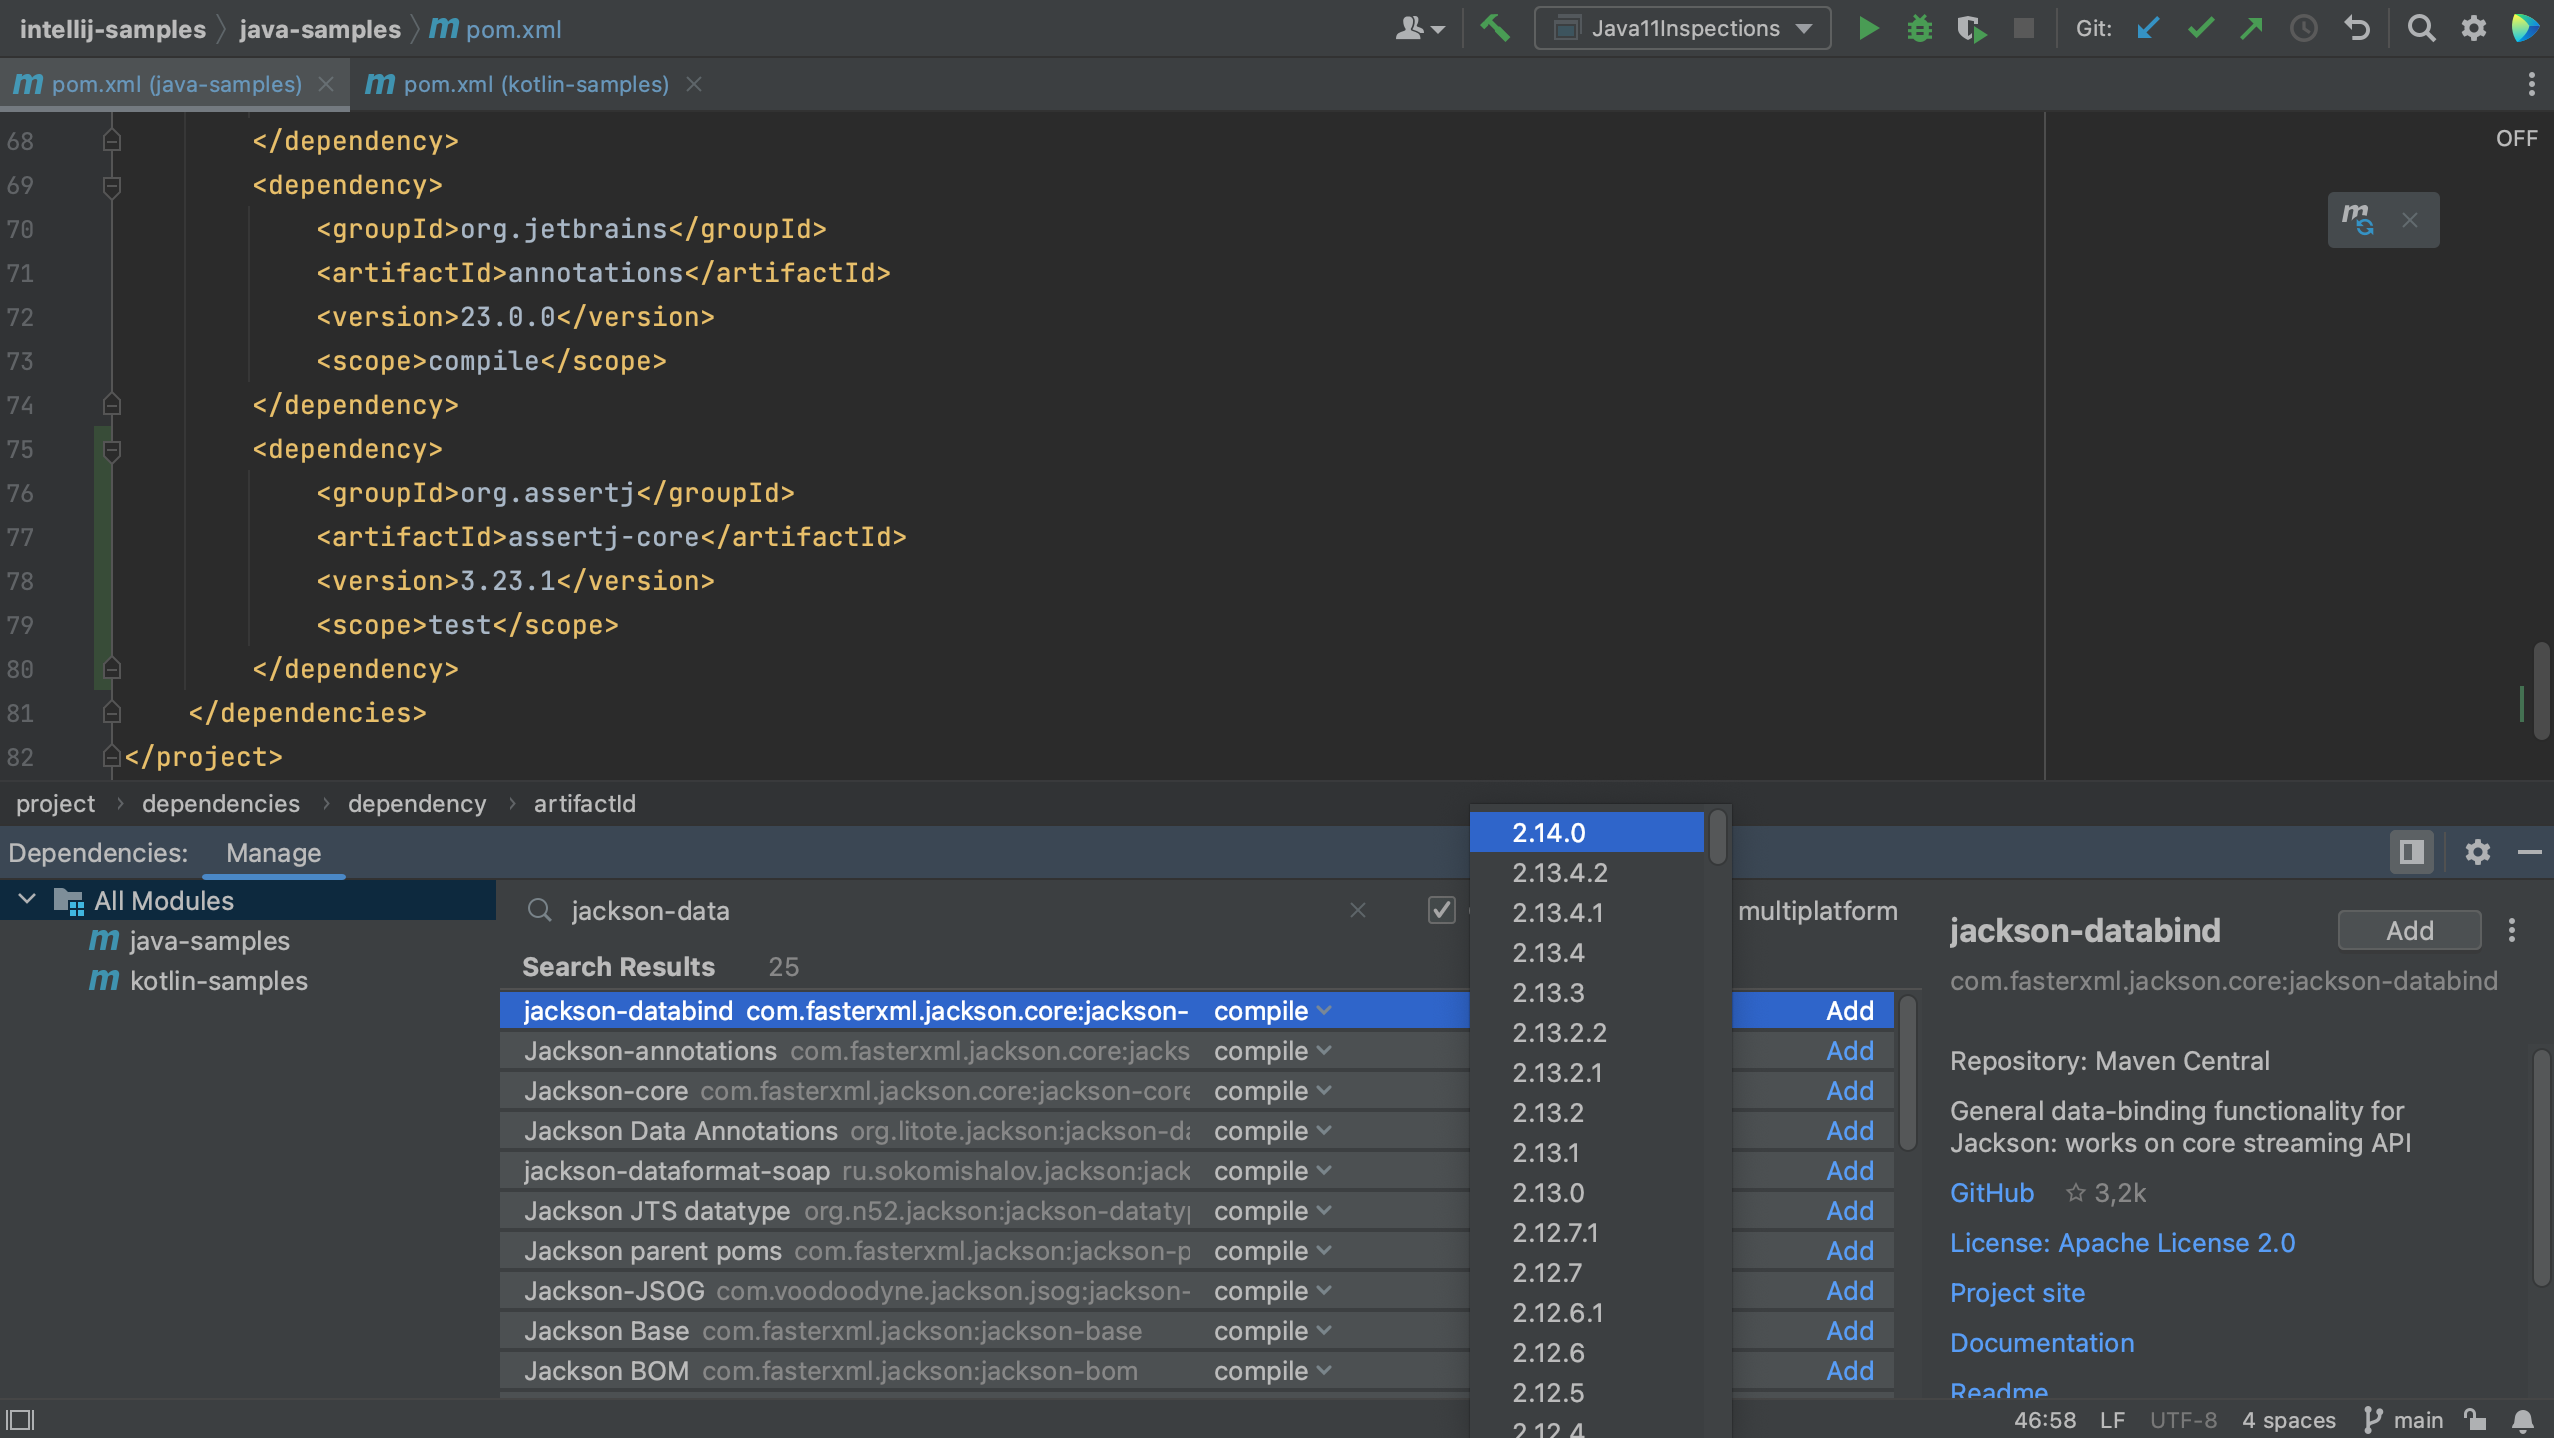 intellij-samples java-samples m pom.xml
Java11Inspections Git:
m pom.xml (java-samples) m pom.xml (kotlin-samples)
OFF
68 </dependency>
69 <dependency>
70 <groupId>org.jetbrains</groupId>
71 <artifactId>annotations</artifactId>
72 <version>23.0.0</version>
73 <scope>compile</scope>
74 </dependency>
75 <dependency>
76 <groupId>org.assertj</groupId>
77 <artifactId>assertj-core</artifactId>
78 <version>3.23.1</version>
79 <scope>test</scope>
80 </dependency>
81 </dependencies>
82 </project>
m
project › dependencies › dependency › artifactId
Dependencies: Manage
All Modules
m java-samples
m kotlin-samples
jackson-data
multiplatform
Search Results 25
jackson-databind com.fasterxml.jackson.core:jackson- compile Add
Jackson-annotations com.fasterxml.jackson.core:jacks compile Add
Jackson-core com.fasterxml.jackson.core:jackson-core compile Add
Jackson Data Annotations org.litote.jackson:jackson-da compile Add
jackson-dataformat-soap ru.sokomishalov.jackson:jack compile Add
Jackson JTS datatype org.n52.jackson:jackson-datatyp compile Add
Jackson parent poms com.fasterxml.jackson:jackson-p compile Add
Jackson-JSOG com.voodoodyne.jackson.jsog:jackson- compile Add
Jackson Base com.fasterxml.jackson:jackson-base compile Add
Jackson BOM com.fasterxml.jackson:jackson-bom compile Add
2.14.0
2.13.4.2
2.13.4.1
2.13.4
2.13.3
2.13.2.2
2.13.2.1
2.13.2
2.13.1
2.13.0
2.12.7.1
2.12.7
2.12.6.1
2.12.6
2.12.5
2.12.4
jackson-databind Add
com.fasterxml.jackson.core:jackson-databind
Repository: Maven Central
General data-binding functionality for
Jackson: works on core streaming API
GitHub ☆ 3,2k
License: Apache License 2.0
Project site
Documentation
Readme
46:58 LF UTF-8 4 spaces main